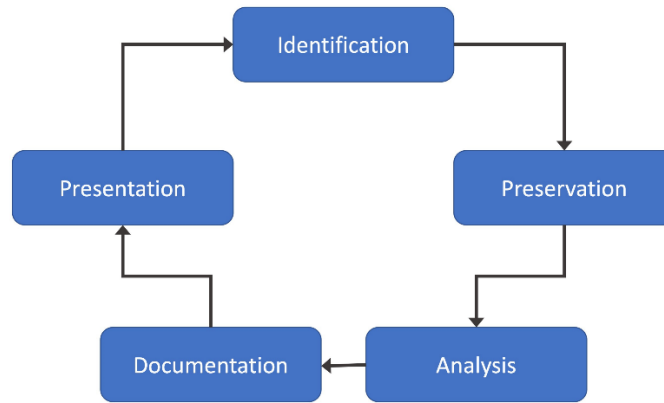 Identification
Preservation
Analysis
Documentation
Presentation